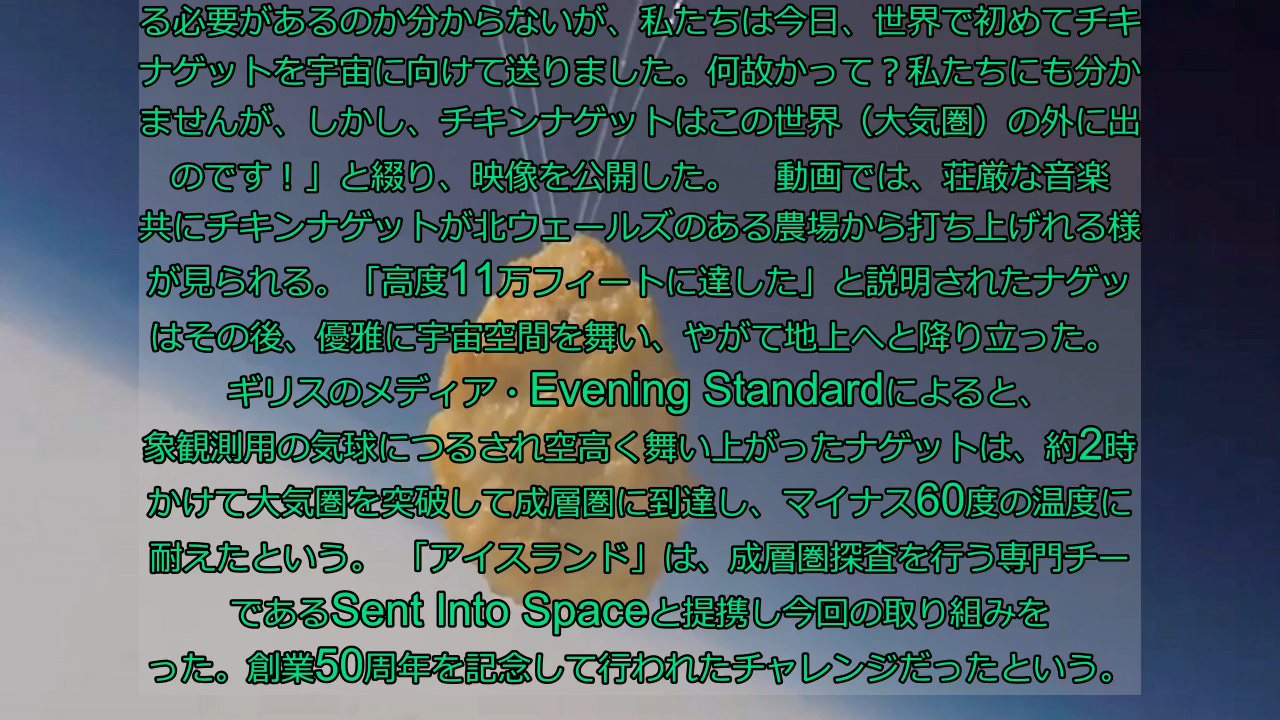 る必要があるのか分からないが、私たちは今日、世界で初めてチキ
ナゲットを宇宙に向けて送りました。何故かって？私たちにも分か
ませんが、しかし、チキンナゲットはこの世界（大気圏）の外に出
のです！」と綴り、映像を公開した。　動画では、荘厳な音楽
共にチキンナゲットが北ウェールズのある農場から打ち上げれる様
が見られる。「高度11万フィートに達した」と説明されたナゲッ
はその後、優雅に宇宙空間を舞い、やがて地上へと降り立った。
ギリスのメディア・Evening Standardによると、
象観測用の気球につるされ空高く舞い上がったナゲットは、約2時
かけて大気圏を突破して成層圏に到達し、マイナス60度の温度に
耐えたという。　「アイスランド」は、成層圏探査を行う専門チー
であるSent Into Spaceと提携し今回の取り組みを
った。創業50周年を記念して行われたチャレンジだったという。